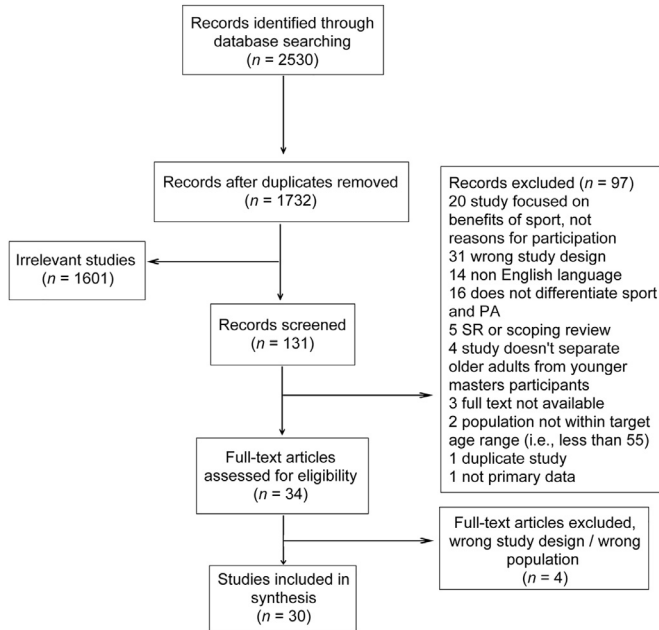 Records identified through
database searching
(n = 2530)
Records after duplicates removed
(n = 1732)
Irrelevant studies
(n = 1601)
Records screened
(n = 131)
Records excluded (n = 97)
20 study focused on
benefits of sport, not
reasons for participation
31 wrong study design
14 non English language
16 does not differentiate sport
and PA
5 SR or scoping review
4 study doesn't separate
older adults from younger
masters participants
3 full text not available
2 population not within target
age range (i.e., less than 55)
1 duplicate study
1 not primary data
Full-text articles
assessed for eligibility
(n = 34)
Full-text articles excluded,
wrong study design / wrong
population
(n = 4)
Studies included in
synthesis
(n = 30)